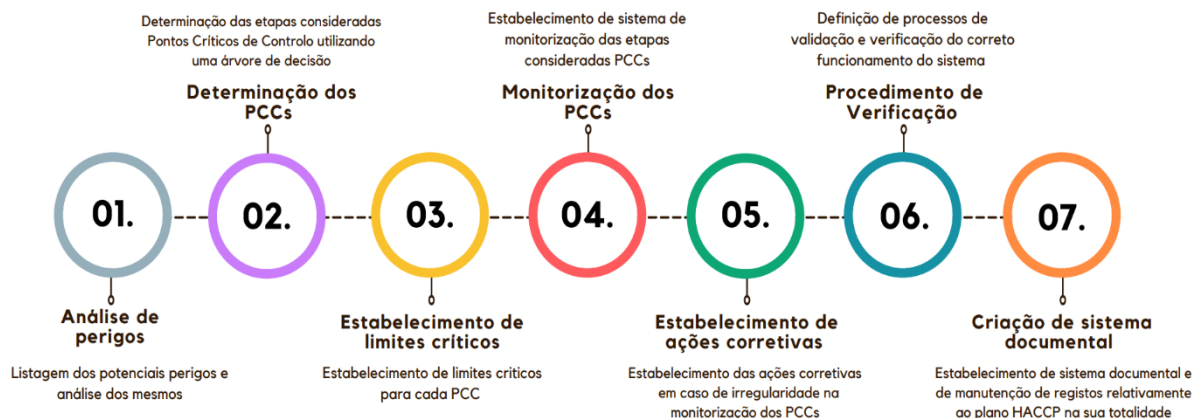 Determinação das etapas consideradas
Pontos Críticos de Controlo utilizando
uma árvore de decisão
Determinação dos
PCCs
Estabelecimento de sistema de
monitorização das etapas
consideradas PCCs
Monitorização dos
PCCs
Definição de processos de
validação e verificação do correto
funcionamento do sistema
Procedimento de
Verificação
01.
02.
03.
04.
05.
06.
07.
Análise de
perigos
Listagem dos potenciais perigos e
análise dos mesmos
Estabelecimento de
limites críticos
Estabelecimento de limites criticos
para cada PCC
Estabelecimento de
ações corretivas
Estabelecimento das ações corretivas
em caso de irregularidade na
monitorização dos PCCs
Criação de sistema
documental
Estabelecimento de sistema documental e
de manutenção de registos relativamente
ao plano HACCP na sua totalidade